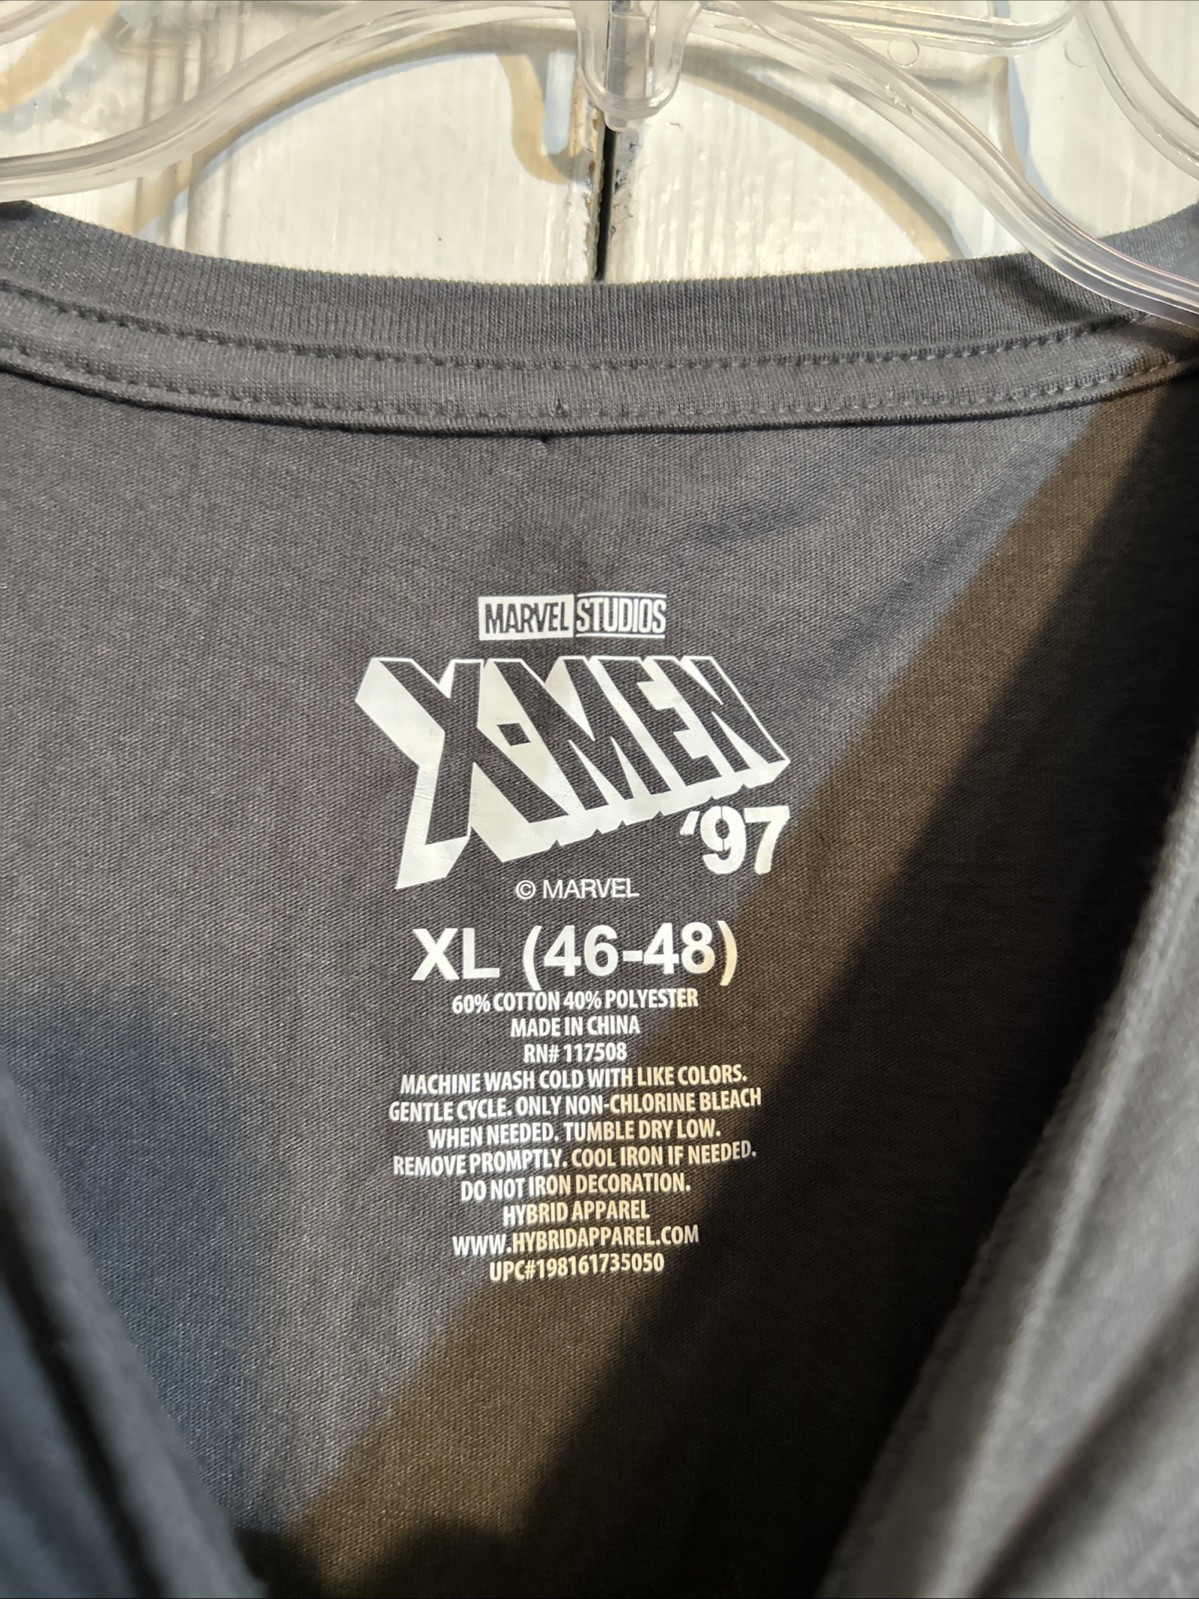 MARVEL STUDIOS
X-MEN
'97
© MARVEL
XL (46-48)
60% COTTON 40% POLYESTER
MADE IN CHINA
RN# 117508
MACHINE WASH COLD WITH LIKE COLORS.
GENTLE CYCLE. ONLY NON-CHLORINE BLEACH
WHEN NEEDED. TUMBLE DRY LOW.
REMOVE PROMPTLY. COOL IRON IF NEEDED.
DO NOT IRON DECORATION.
HYBRID APPAREL
WWW.HYBRIDAPPAREL.COM
UPC#198161735050